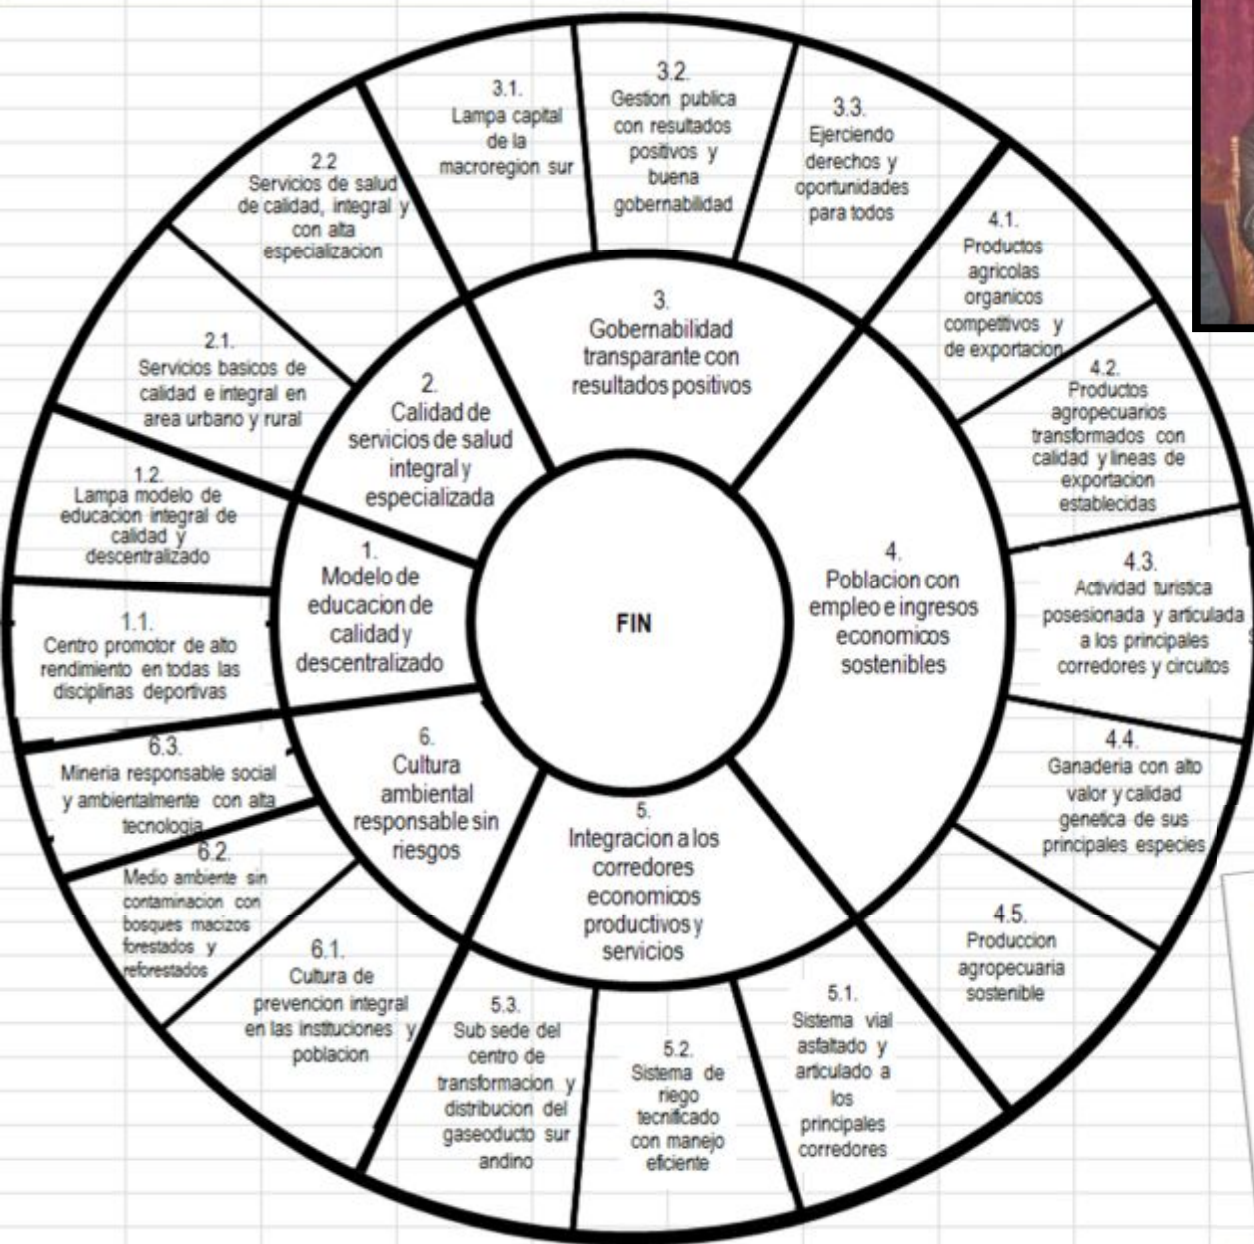 FIN
1.
Modelo de
educacion de
calidad y
descentralizado
1.1.
Centro promotor de alto
rendimiento en todas las
disciplinas deportivas
1.2.
Lampa modelo de
educacion integral de
calidad y
descentralizado
2.
Calidad de
servicios de salud
integral y
especializada
2.1.
Servicios basicos de
calidad e integral en
area urbano y rural
2.2
Servicios de salud
de calidad, integral y
con alta
especializacion
3.
Gobernabilidad
transparante con
resultados positivos
3.1.
Lampa capital
de la
macroregion sur
3.2.
Gestion publica
con resultados
positivos y
buena
gobernabilidad
3.3.
Ejerciendo
derechos y
oportunidades
para todos
4.
Poblacion con
empleo e ingresos
economicos
sostenibles
4.1.
Productos
agricolas
organicos
competitivos y
de exportacion
4.2.
Productos
agropecuarios
transformados con
calidad y lineas de
exportacion
establecidas
4.3.
Actividad turistica
posesionada y articulada
a los principales
corredores y circuitos
4.4.
Ganaderia con alto
valor y calidad
genetica de sus
principales especies
4.5.
Produccion
agropecuaria
sostenible
5.
Integracion a los
corredores
economicos
productivos y
servicios
5.1.
Sistema vial
asfaltado y
articulado a
los
principales
corredores
5.2.
Sistema de
riego
tecnificado
con manejo
eficiente
5.3.
Sub sede del
centro de
transformacion y
distribucion del
gaseoducto sur
andino
6.
Cultura
ambiental
responsable sin
riesgos
6.1.
Cultura de
prevencion integral
en las instituciones y
poblacion
6.2.
Medio ambiente sin
contaminacion con
bosques macizos
forestados y
reforestados
6.3.
Mineria responsable social
y ambientalmente con alta
tecnologia